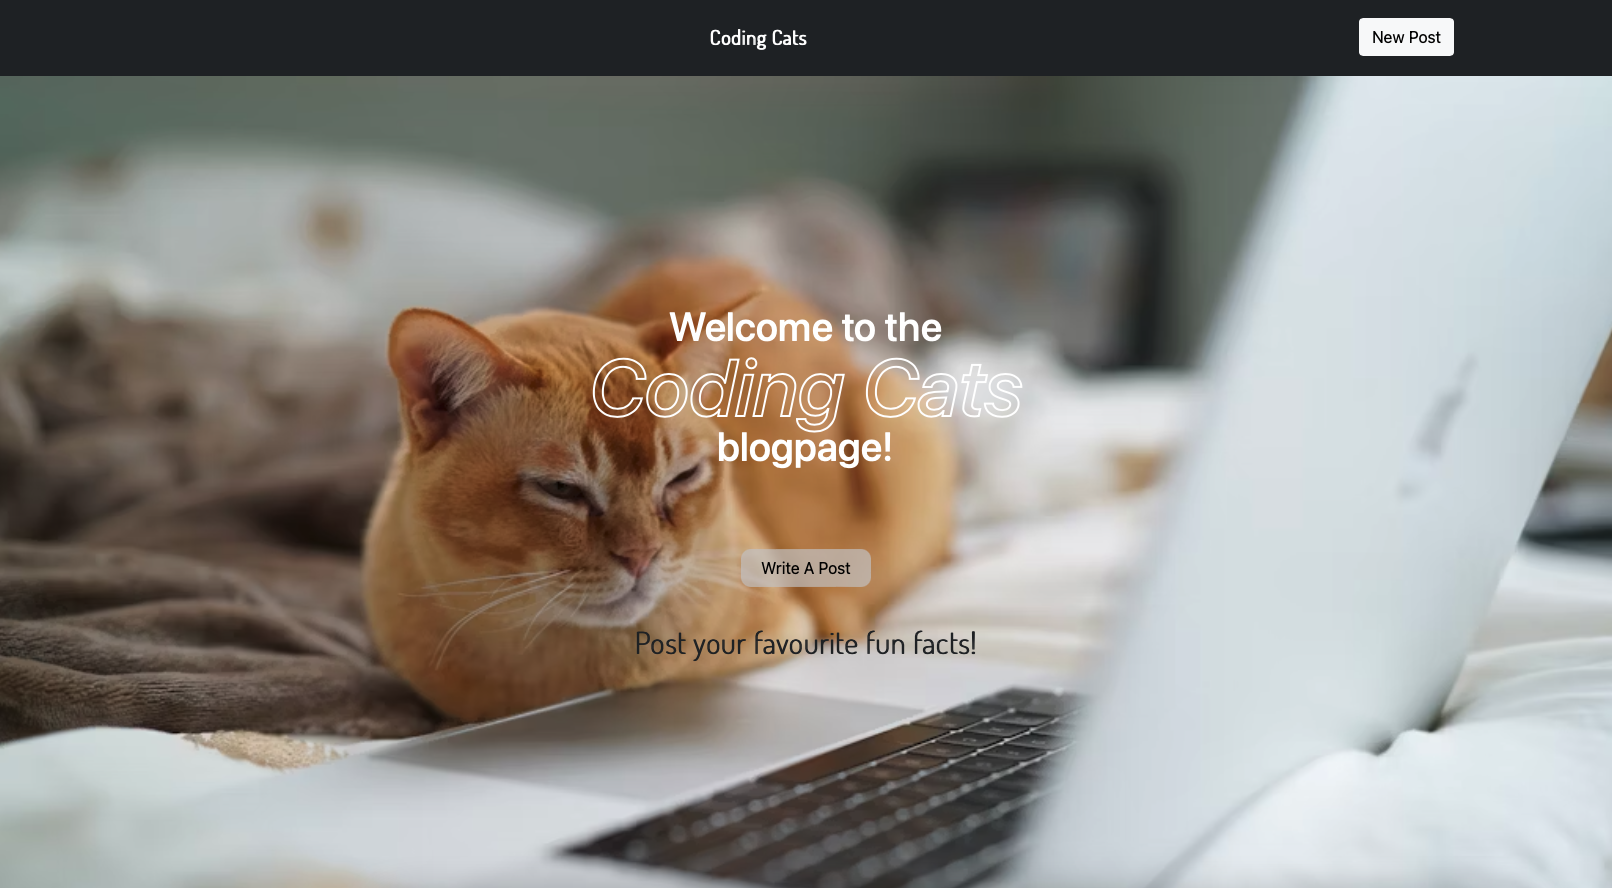 Coding Cats
New Post
Welcome to the
Coding Cats
blogpage!
Write A Post
Post your favourite fun facts!